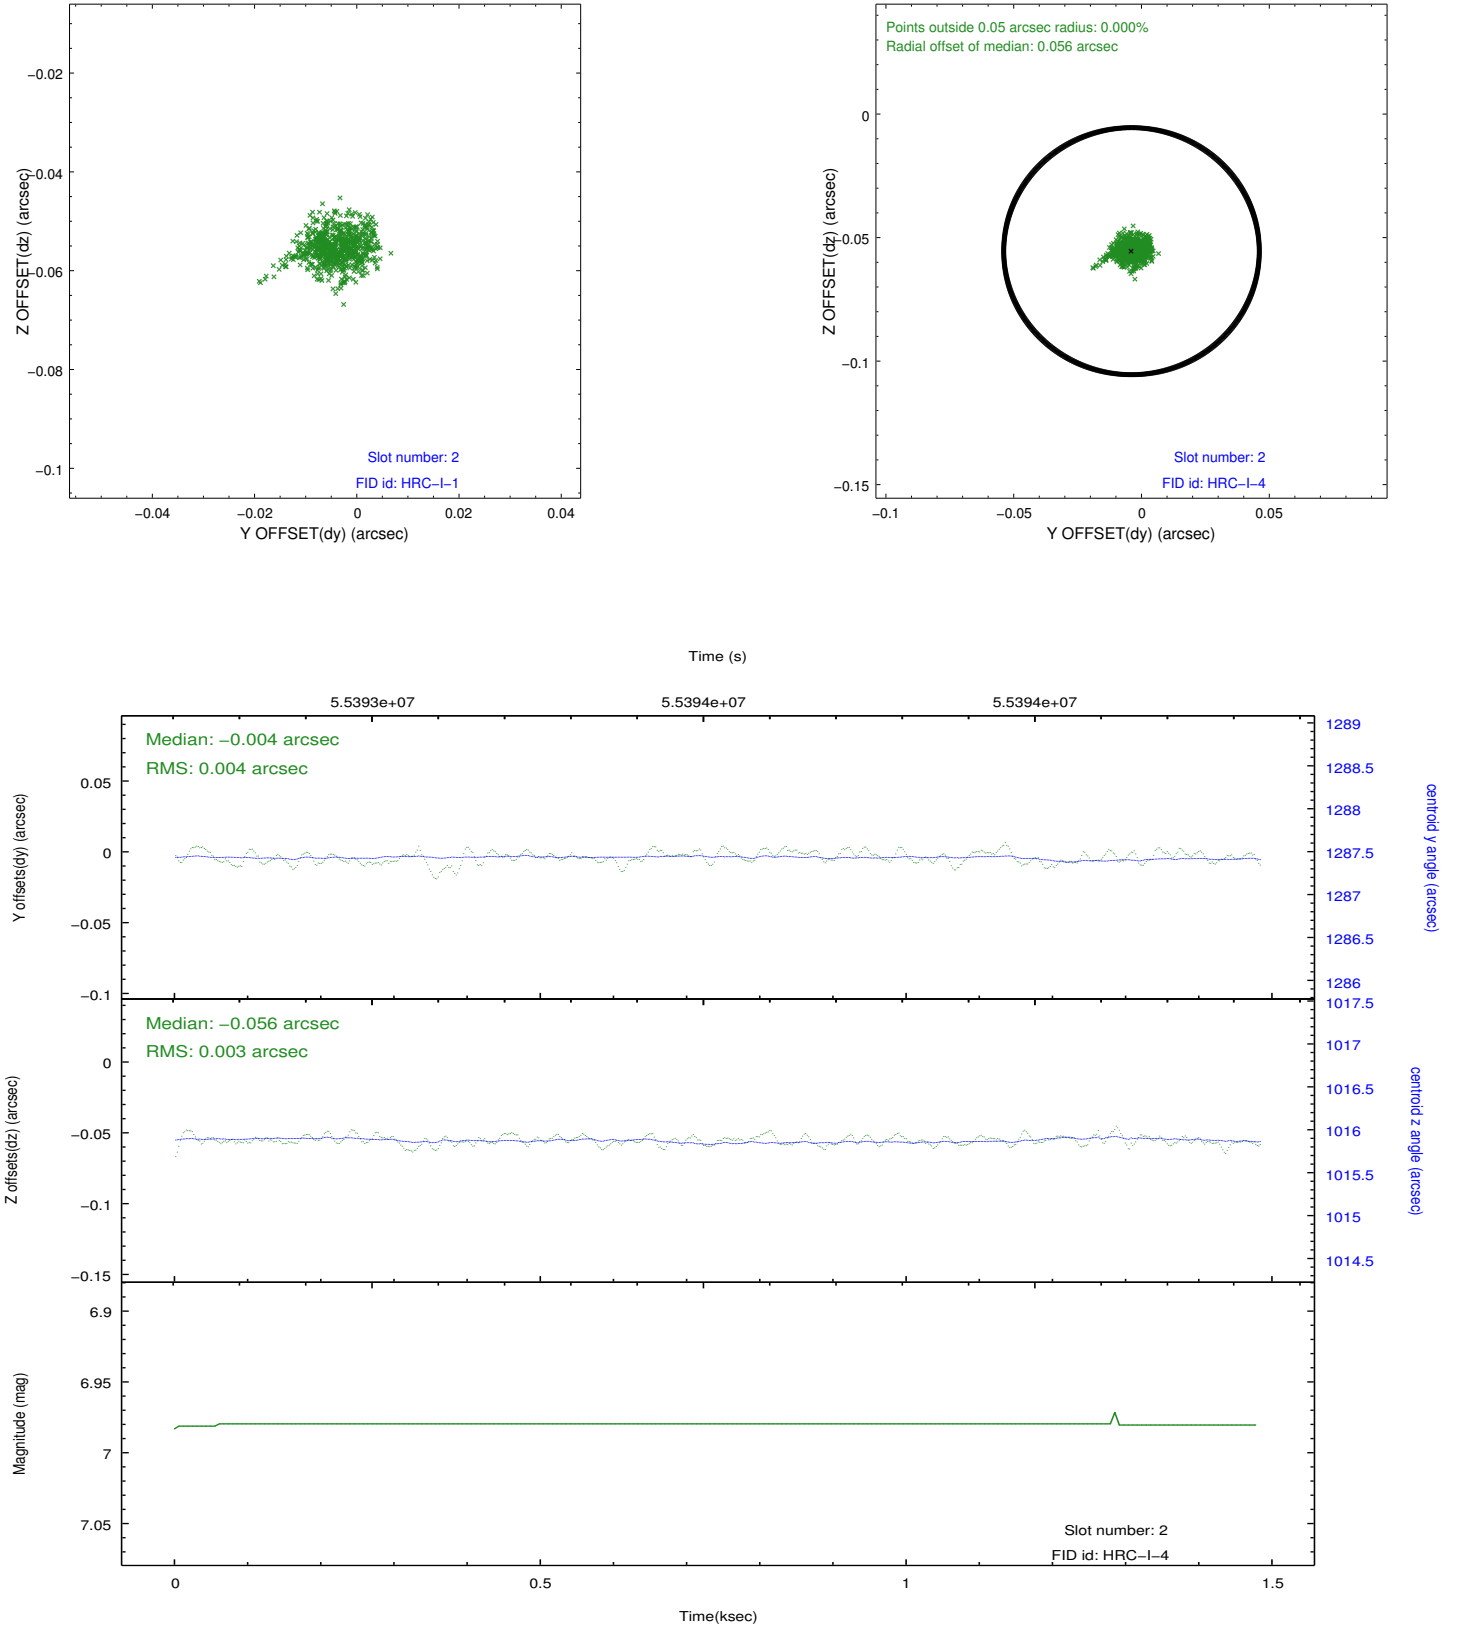 −0.02
−0.04
−0.06
−0.08
−0.1
Z OFFSET(dz) (arcsec)
Slot number: 2
FID id: HRC−I−1
−0.04
−0.02
0
0.02
0.04
Y OFFSET(dy) (arcsec)
Points outside 0.05 arcsec radius: 0.000%
Radial offset of median: 0.056 arcsec
0
−0.05
−0.1
−0.15
Z OFFSET(dz) (arcsec)
Slot number: 2
FID id: HRC−I−4
−0.1
−0.05
0
0.05
Y OFFSET(dy) (arcsec)
Time (s)
5.5393e+07
5.5394e+07
5.5394e+07
Median: −0.004 arcsec
RMS: 0.004 arcsec
0.05
0
−0.05
−0.1
Y offsets(dy) (arcsec)
1289
1288.5
1288
1287.5
1287
1286.5
1286
centroid y angle (arcsec)
Median: −0.056 arcsec
RMS: 0.003 arcsec
0
−0.05
−0.1
−0.15
Z offsets(dz) (arcsec)
1017.5
1017
1016.5
1016
1015.5
1015
1014.5
centroid z angle (arcsec)
6.9
6.95
7
7.05
Magnitude (mag)
Slot number: 2
FID id: HRC−I−4
0
0.5
1
1.5
Time(ksec)